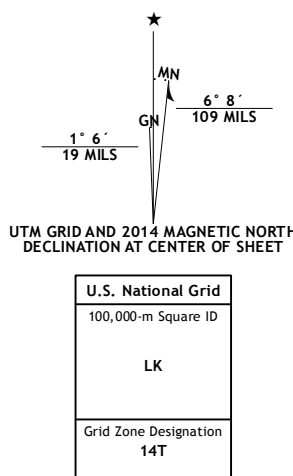 ★
MN
GN
6° 8´
109 MILS
1° 6´
19 MILS
UTM GRID AND 2014 MAGNETIC NORTH
DECLINATION AT CENTER OF SHEET
U.S. National Grid
100,000-m Square ID
LK
Grid Zone Designation
14T